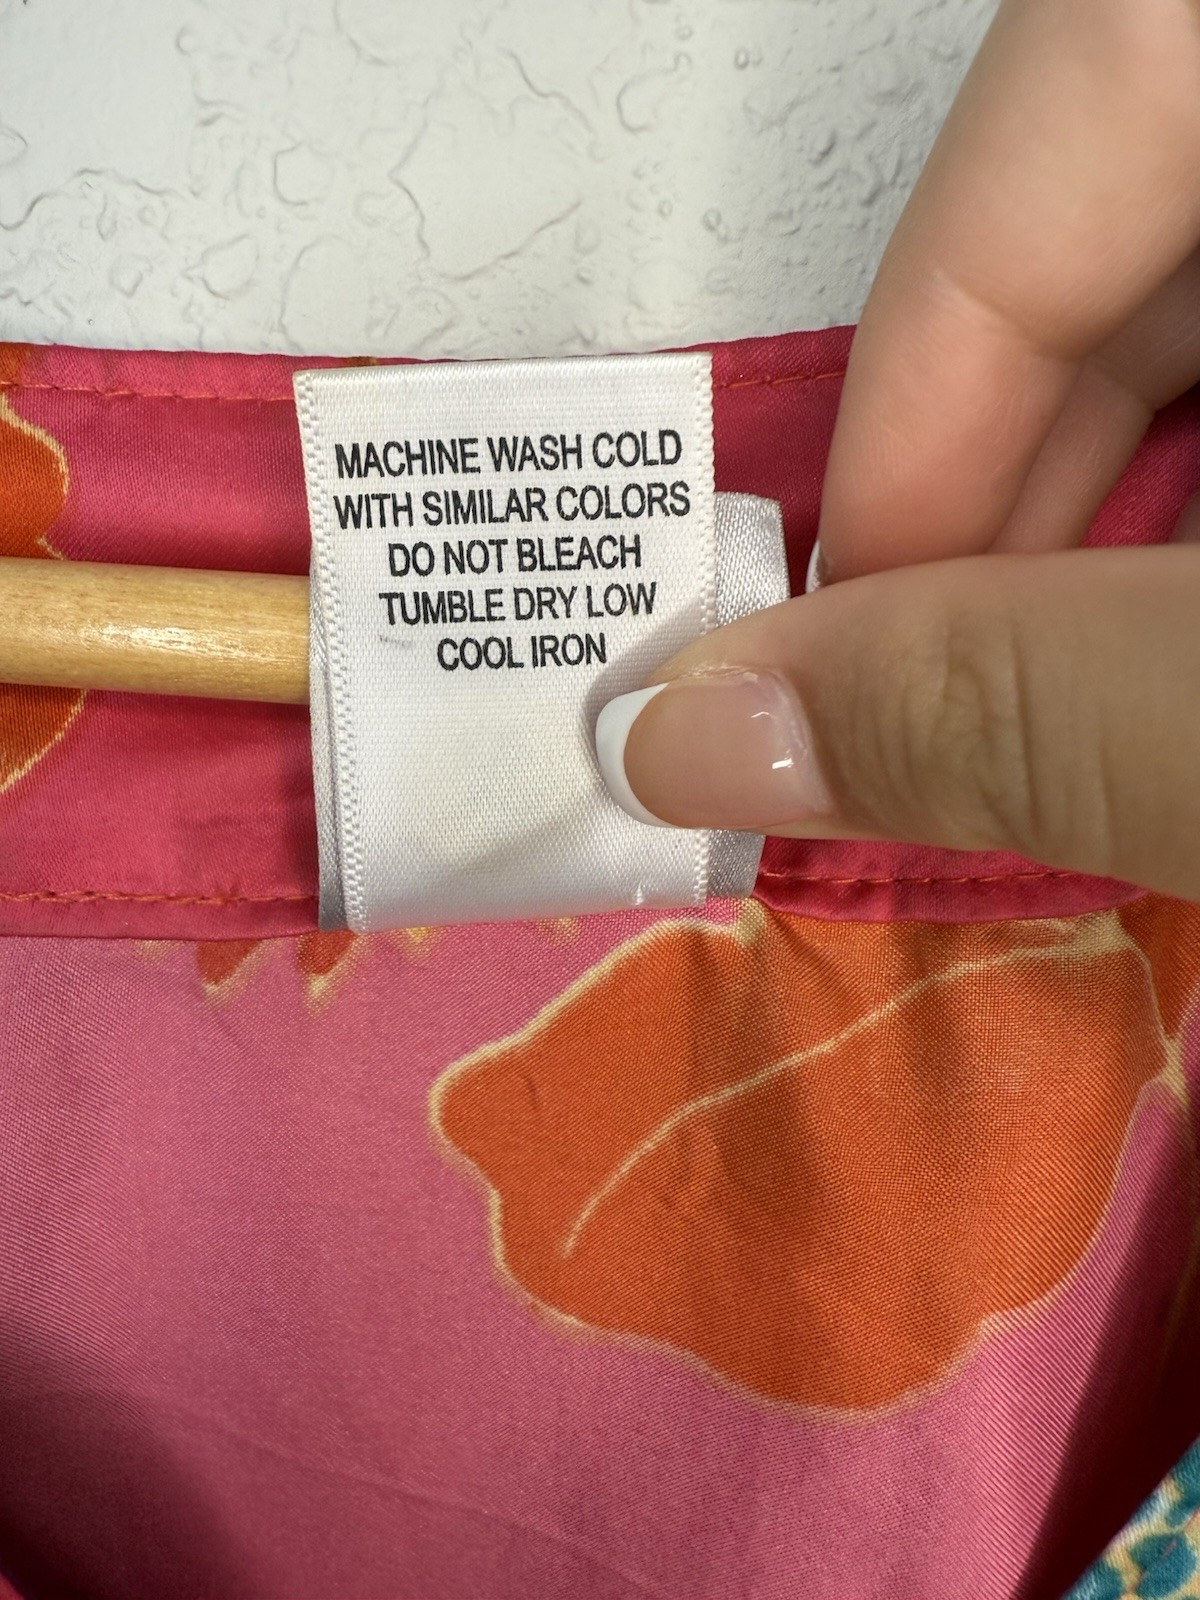 MACHINE WASH COLD
WITH SIMILAR COLORS
DO NOT BLEACH
TUMBLE DRY LOW
COOL IRON